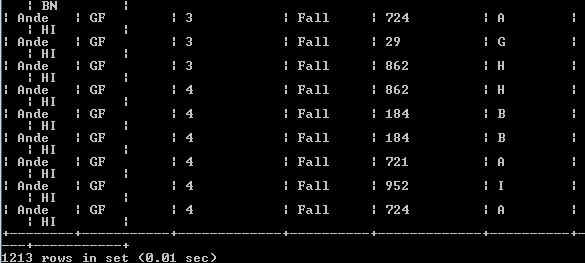 ¦ BN ¦
¦ Ande ¦ GF ¦ 3 ¦ Fall ¦ 724 ¦ A ¦
¦ HI ¦
¦ Ande ¦ GF ¦ 3 ¦ Fall ¦ 29 ¦ G ¦
¦ HI ¦
¦ Ande ¦ GF ¦ 3 ¦ Fall ¦ 862 ¦ H ¦
¦ HI ¦
¦ Ande ¦ GF ¦ 4 ¦ Fall ¦ 862 ¦ H ¦
¦ HI ¦
¦ Ande ¦ GF ¦ 4 ¦ Fall ¦ 184 ¦ B ¦
¦ HI ¦
¦ Ande ¦ GF ¦ 4 ¦ Fall ¦ 184 ¦ B ¦
¦ HI ¦
¦ Ande ¦ GF ¦ 4 ¦ Fall ¦ 721 ¦ A ¦
¦ HI ¦
¦ Ande ¦ GF ¦ 4 ¦ Fall ¦ 952 ¦ I ¦
¦ HI ¦
¦ Ande ¦ GF ¦ 4 ¦ Fall ¦ 724 ¦ A ¦
¦ HI ¦
1213 rows in set (0.01 sec)